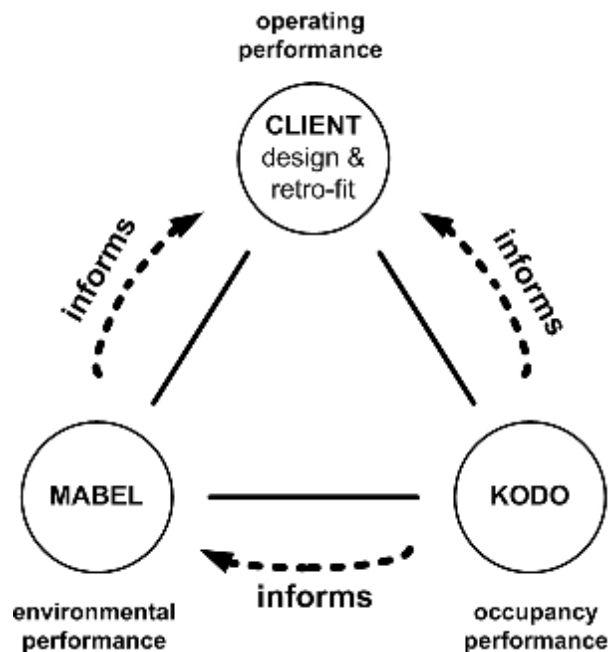 operating
performance
CLIENT
design &
retro-fit
informs
informs
MABEL
KODO
informs
environmental
performance
occupancy
performance